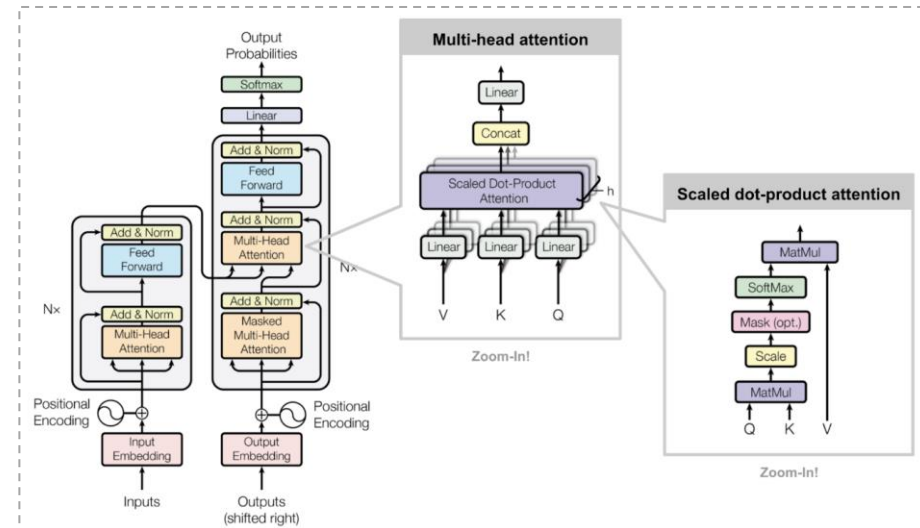 Output
Probabilities
Softmax
Linear
Add & Norm
Feed
Forward
Add & Norm
Multi-Head
Attention
Nx
Add & Norm
Masked
Multi-Head
Attention
Positional
Encoding
Output
Embedding
Outputs
(shifted right)
Add & Norm
Feed
Forward
Nx
Add & Norm
Multi-Head
Attention
Positional
Encoding
Input
Embedding
Inputs
Multi-head attention
Linear
Concat
Scaled Dot-Product
Attention
h
Linear
Linear
Linear
V
K
Q
Zoom-In!
Scaled dot-product attention
MatMul
SoftMax
Mask (opt.)
Scale
MatMul
Q
K
V
Zoom-In!